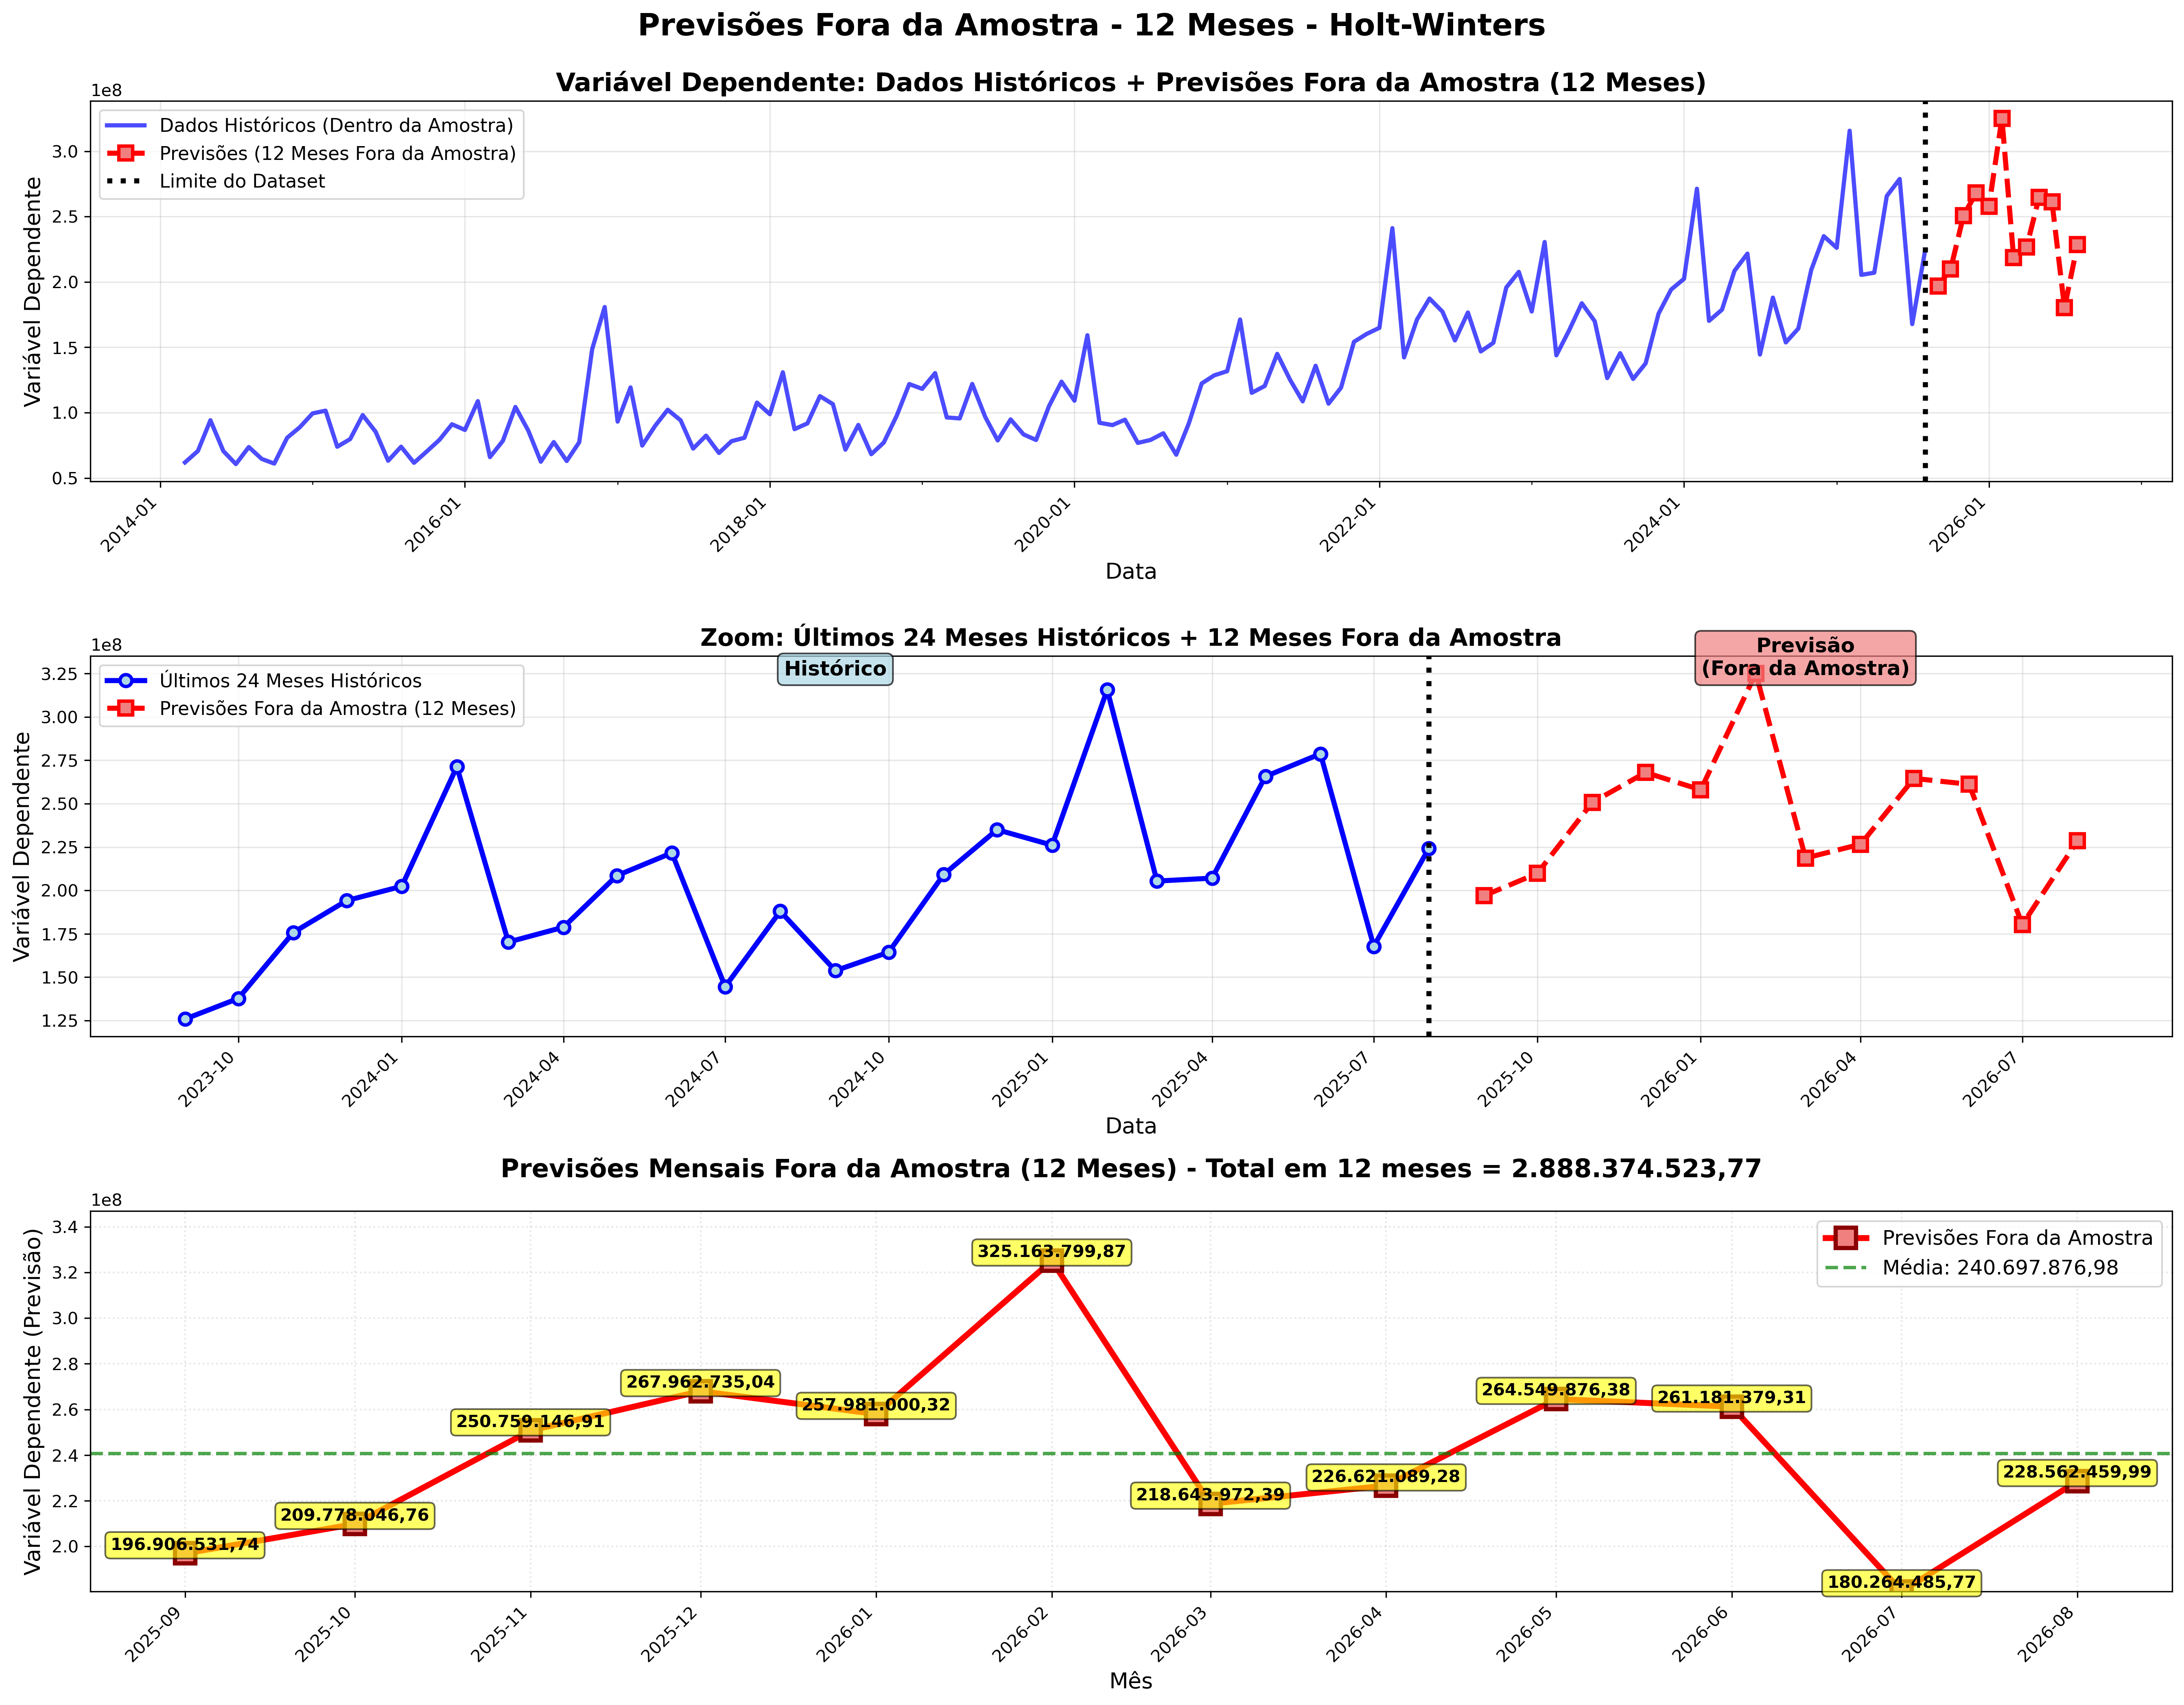 Previsões Fora da Amostra - 12 Meses - Holt-Winters
Variável Dependente: Dados Históricos + Previsões Fora da Amostra (12 Meses)
1e8
Dados Históricos (Dentro da Amostra)
Previsões (12 Meses Fora da Amostra)
Limite do Dataset
Variável Dependente
3.0
2.5
2.0
1.5
1.0
0.5
2014-01
2016-01
2018-01
2020-01
2022-01
2024-01
2026-01
Data
Zoom: Últimos 24 Meses Históricos + 12 Meses Fora da Amostra
1e8
Últimos 24 Meses Históricos
Previsões Fora da Amostra (12 Meses)
Histórico
Previsão
(Fora da Amostra)
Variável Dependente
3.25
3.00
2.75
2.50
2.25
2.00
1.75
1.50
1.25
2023-10
2024-01
2024-04
2024-07
2024-10
2025-01
2025-04
2025-07
2025-10
2026-01
2026-04
2026-07
Data
Previsões Mensais Fora da Amostra (12 Meses) - Total em 12 meses = 2.888.374.523,77
1e8
Previsões Fora da Amostra
Média: 240.697.876,98
Variável Dependente (Previsão)
3.4
3.2
3.0
2.8
2.6
2.4
2.2
2.0
196.906.531,74
209.778.046,76
250.759.146,91
267.962.735,04
257.981.000,32
325.163.799,87
218.643.972,39
226.621.089,28
264.549.876,38
261.181.379,31
180.264.485,77
228.562.459,99
2025-09
2025-10
2025-11
2025-12
2026-01
2026-02
2026-03
2026-04
2026-05
2026-06
2026-07
2026-08
Mês